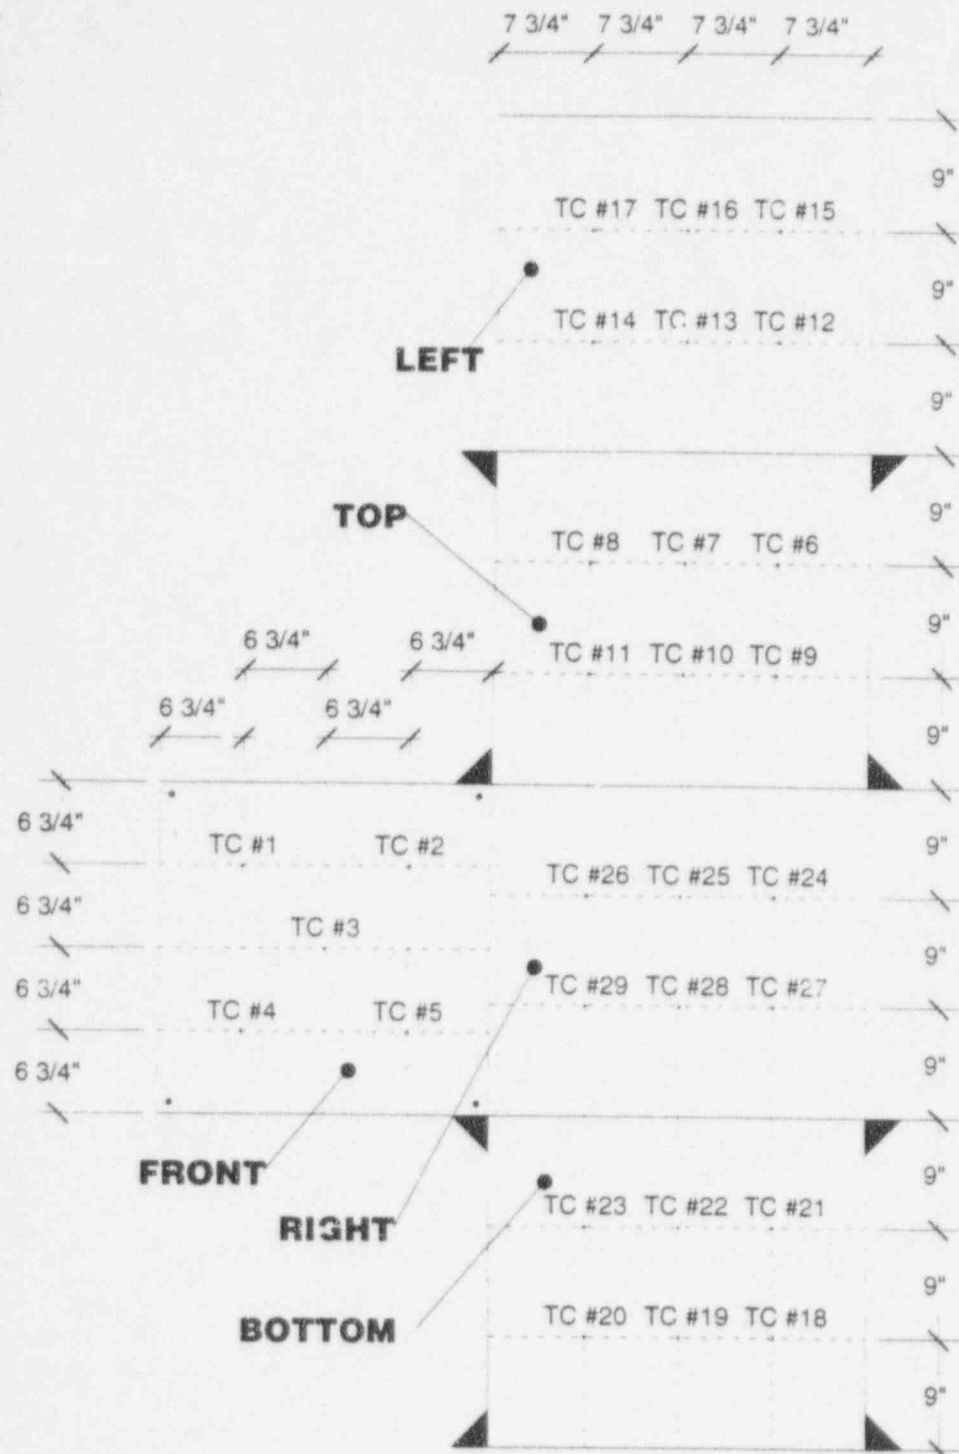 7 3/4" 7 3/4" 7 3/4" 7 3/4"
9"
TC #17 TC #16 TC #15
9"
TC #14 TC #13 TC #12
LEFT
9"
TOP
9"
TC #8 TC #7 TC #6
9"
6 3/4" 6 3/4"
TC #11 TC #10 TC #9
6 3/4" 6 3/4"
9"
6 3/4"
TC #1 TC #2
9"
TC #26 TC #25 TC #24
6 3/4"
TC #3
9"
6 3/4"
TC #29 TC #28 TC #27
TC #4 TC #5
6 3/4"
9"
FRONT
9"
TC #23 TC #22 TC #21
RIGHT
9"
TC #20 TC #19 TC #18
BOTTOM
9"